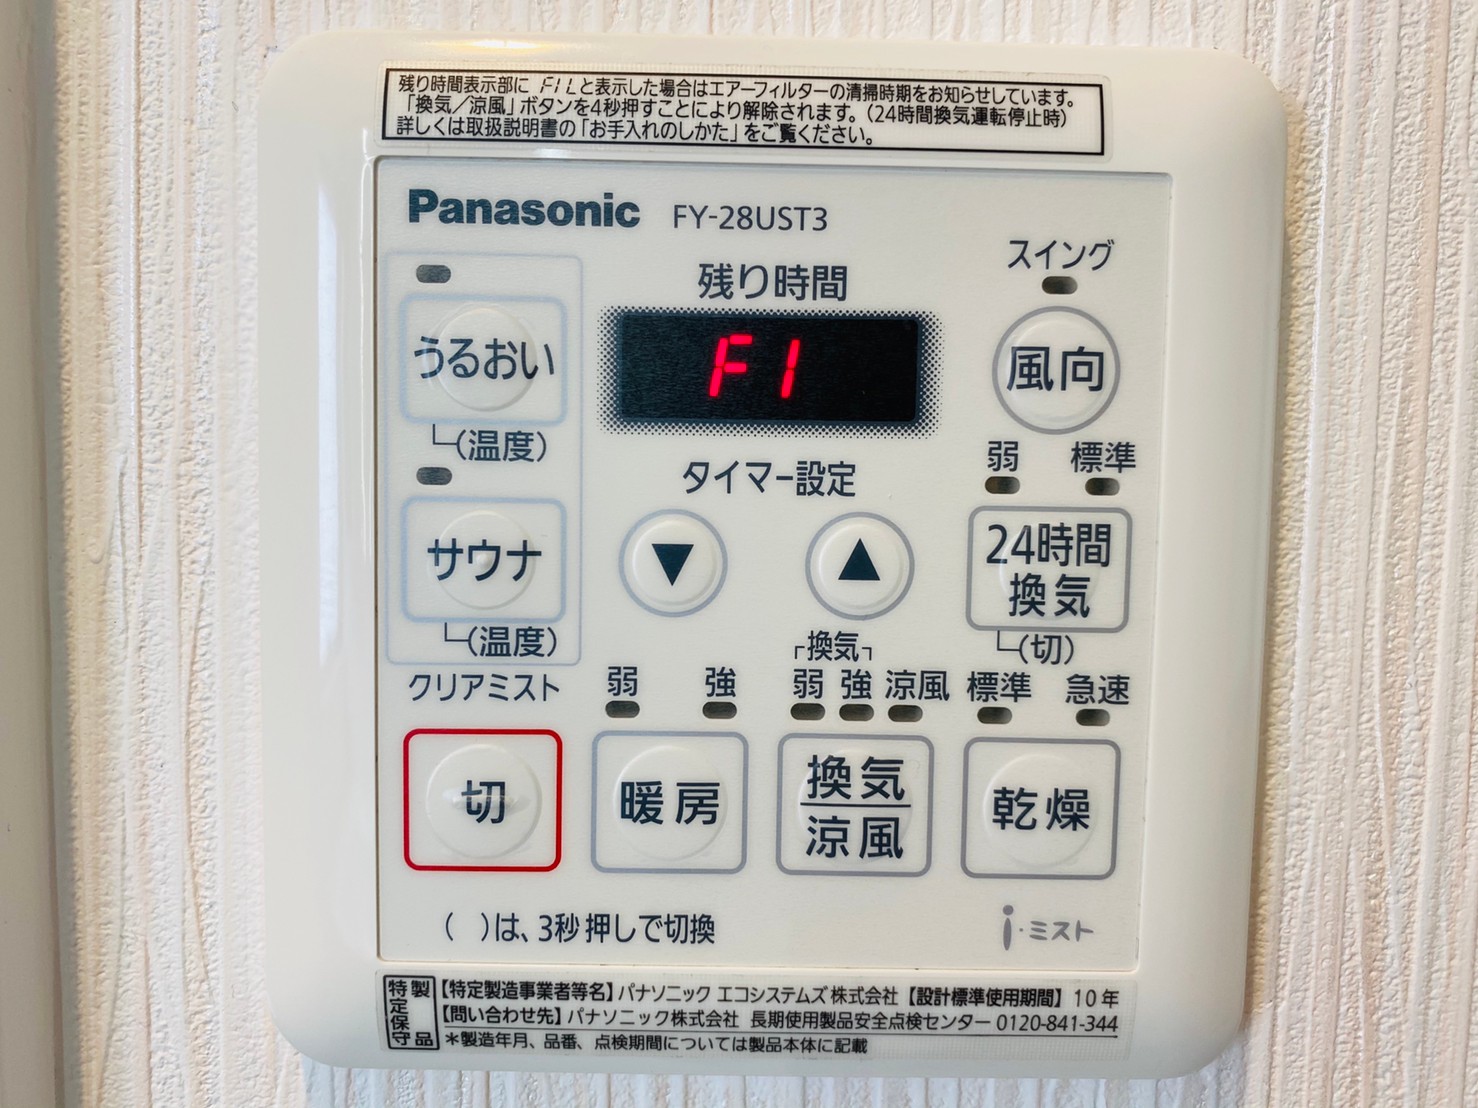 残り時間表示部に FILと表示した場合はエアーフィルターの清掃時期をお知らせしています。
「換気／涼風」ボタンを4秒押すことにより解除されます。（24時間換気運転停止時）
詳しくは取扱説明書の「お手入れのしかた」をご覧ください。
Panasonic FY-28UST3
スイング
残り時間
F1
うるおい
風向
(温度)
弱 標準
タイマー設定
サウナ
▼ ▲
24時間
換気
(温度)
(切)
換気
クリアミスト
弱 強
弱 強 涼風
標準 急速
切
暖房
換気
涼風
乾燥
( )は、3秒押しで切換
i・ミスト
特定保守製品
【特定製造事業者等名】パナソニック エコシステムズ株式会社【設計標準使用期間】10年
【問い合わせ先】パナソニック株式会社 長期使用製品安全点検センター 0120-841-344
＊製造年月、品番、点検期間については製品本体に記載